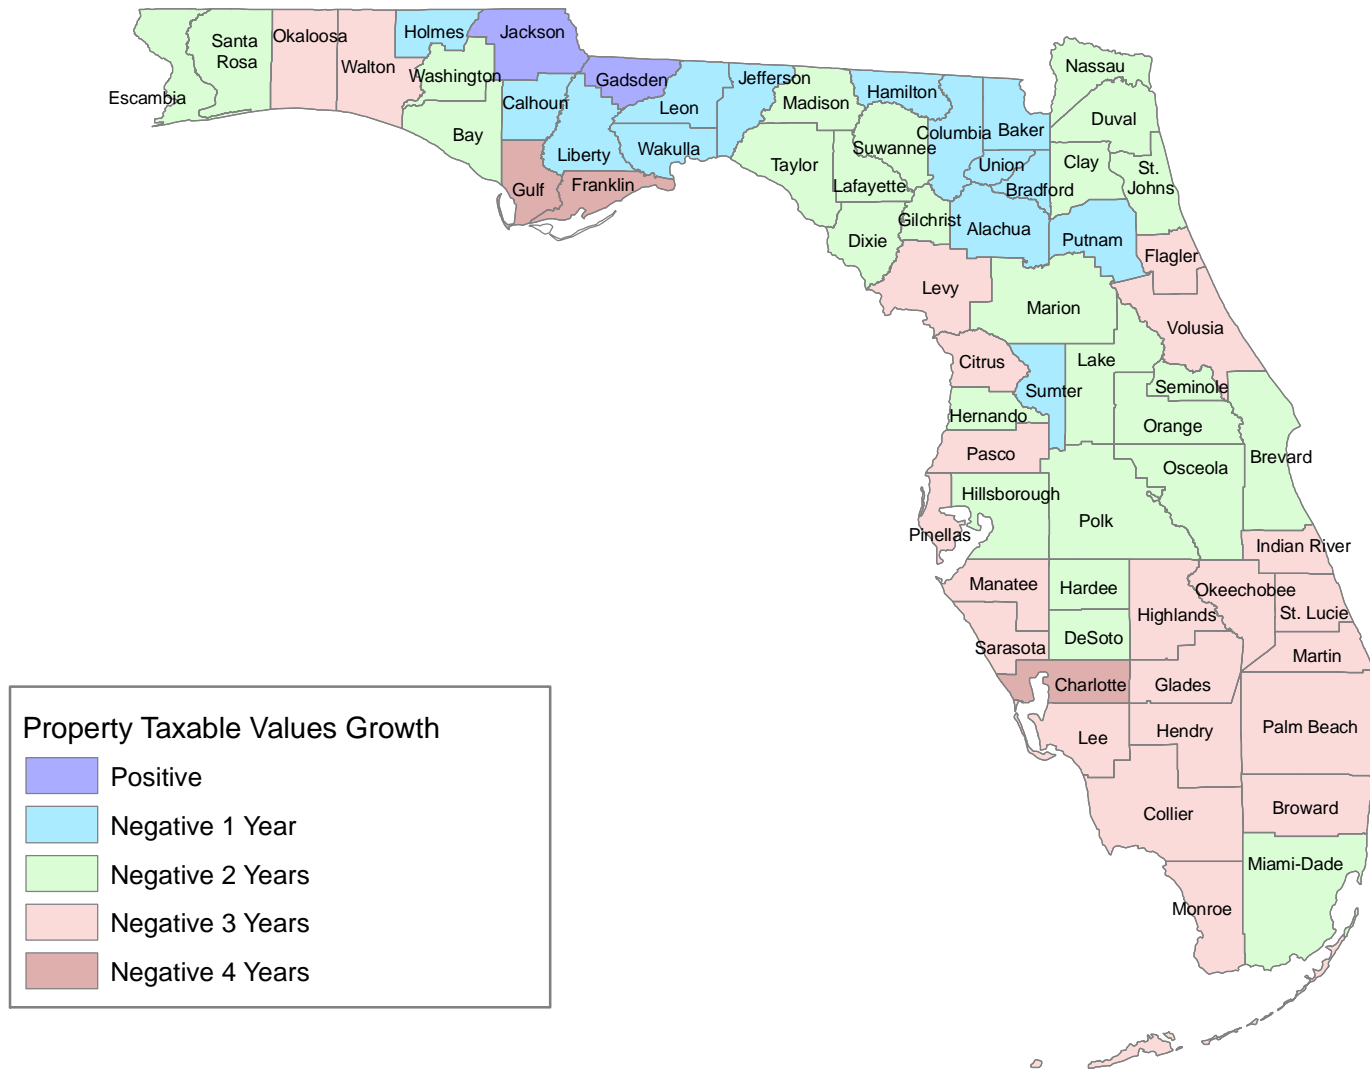 Holmes
Jackson
Okaloosa
Santa
Rosa
Walton
Washington
Escambia
Bay
Calhoun
Gadsden
Jefferson
Leon
Madison
Hamilton
Nassau
Duval
Liberty
Wakulla
Columbia
Baker
Suwannee
Taylor
Lafayette
Union
Bradford
Clay
St.
Johns
Gulf
Franklin
Gilchrist
Dixie
Alachua
Putnam
Flagler
Levy
Marion
Volusia
Citrus
Sumter
Lake
Seminole
Hernando
Orange
Pasco
Osceola
Brevard
Hillsborough
Polk
Pinellas
Indian River
Manatee
Hardee
Okeechobee
Highlands
St. Lucie
Sarasota
DeSoto
Martin
Charlotte
Glades
Lee
Hendry
Palm Beach
Collier
Broward
Miami-Dade
Monroe
Property Taxable Values Growth
Positive
Negative 1 Year
Negative 2 Years
Negative 3 Years
Negative 4 Years